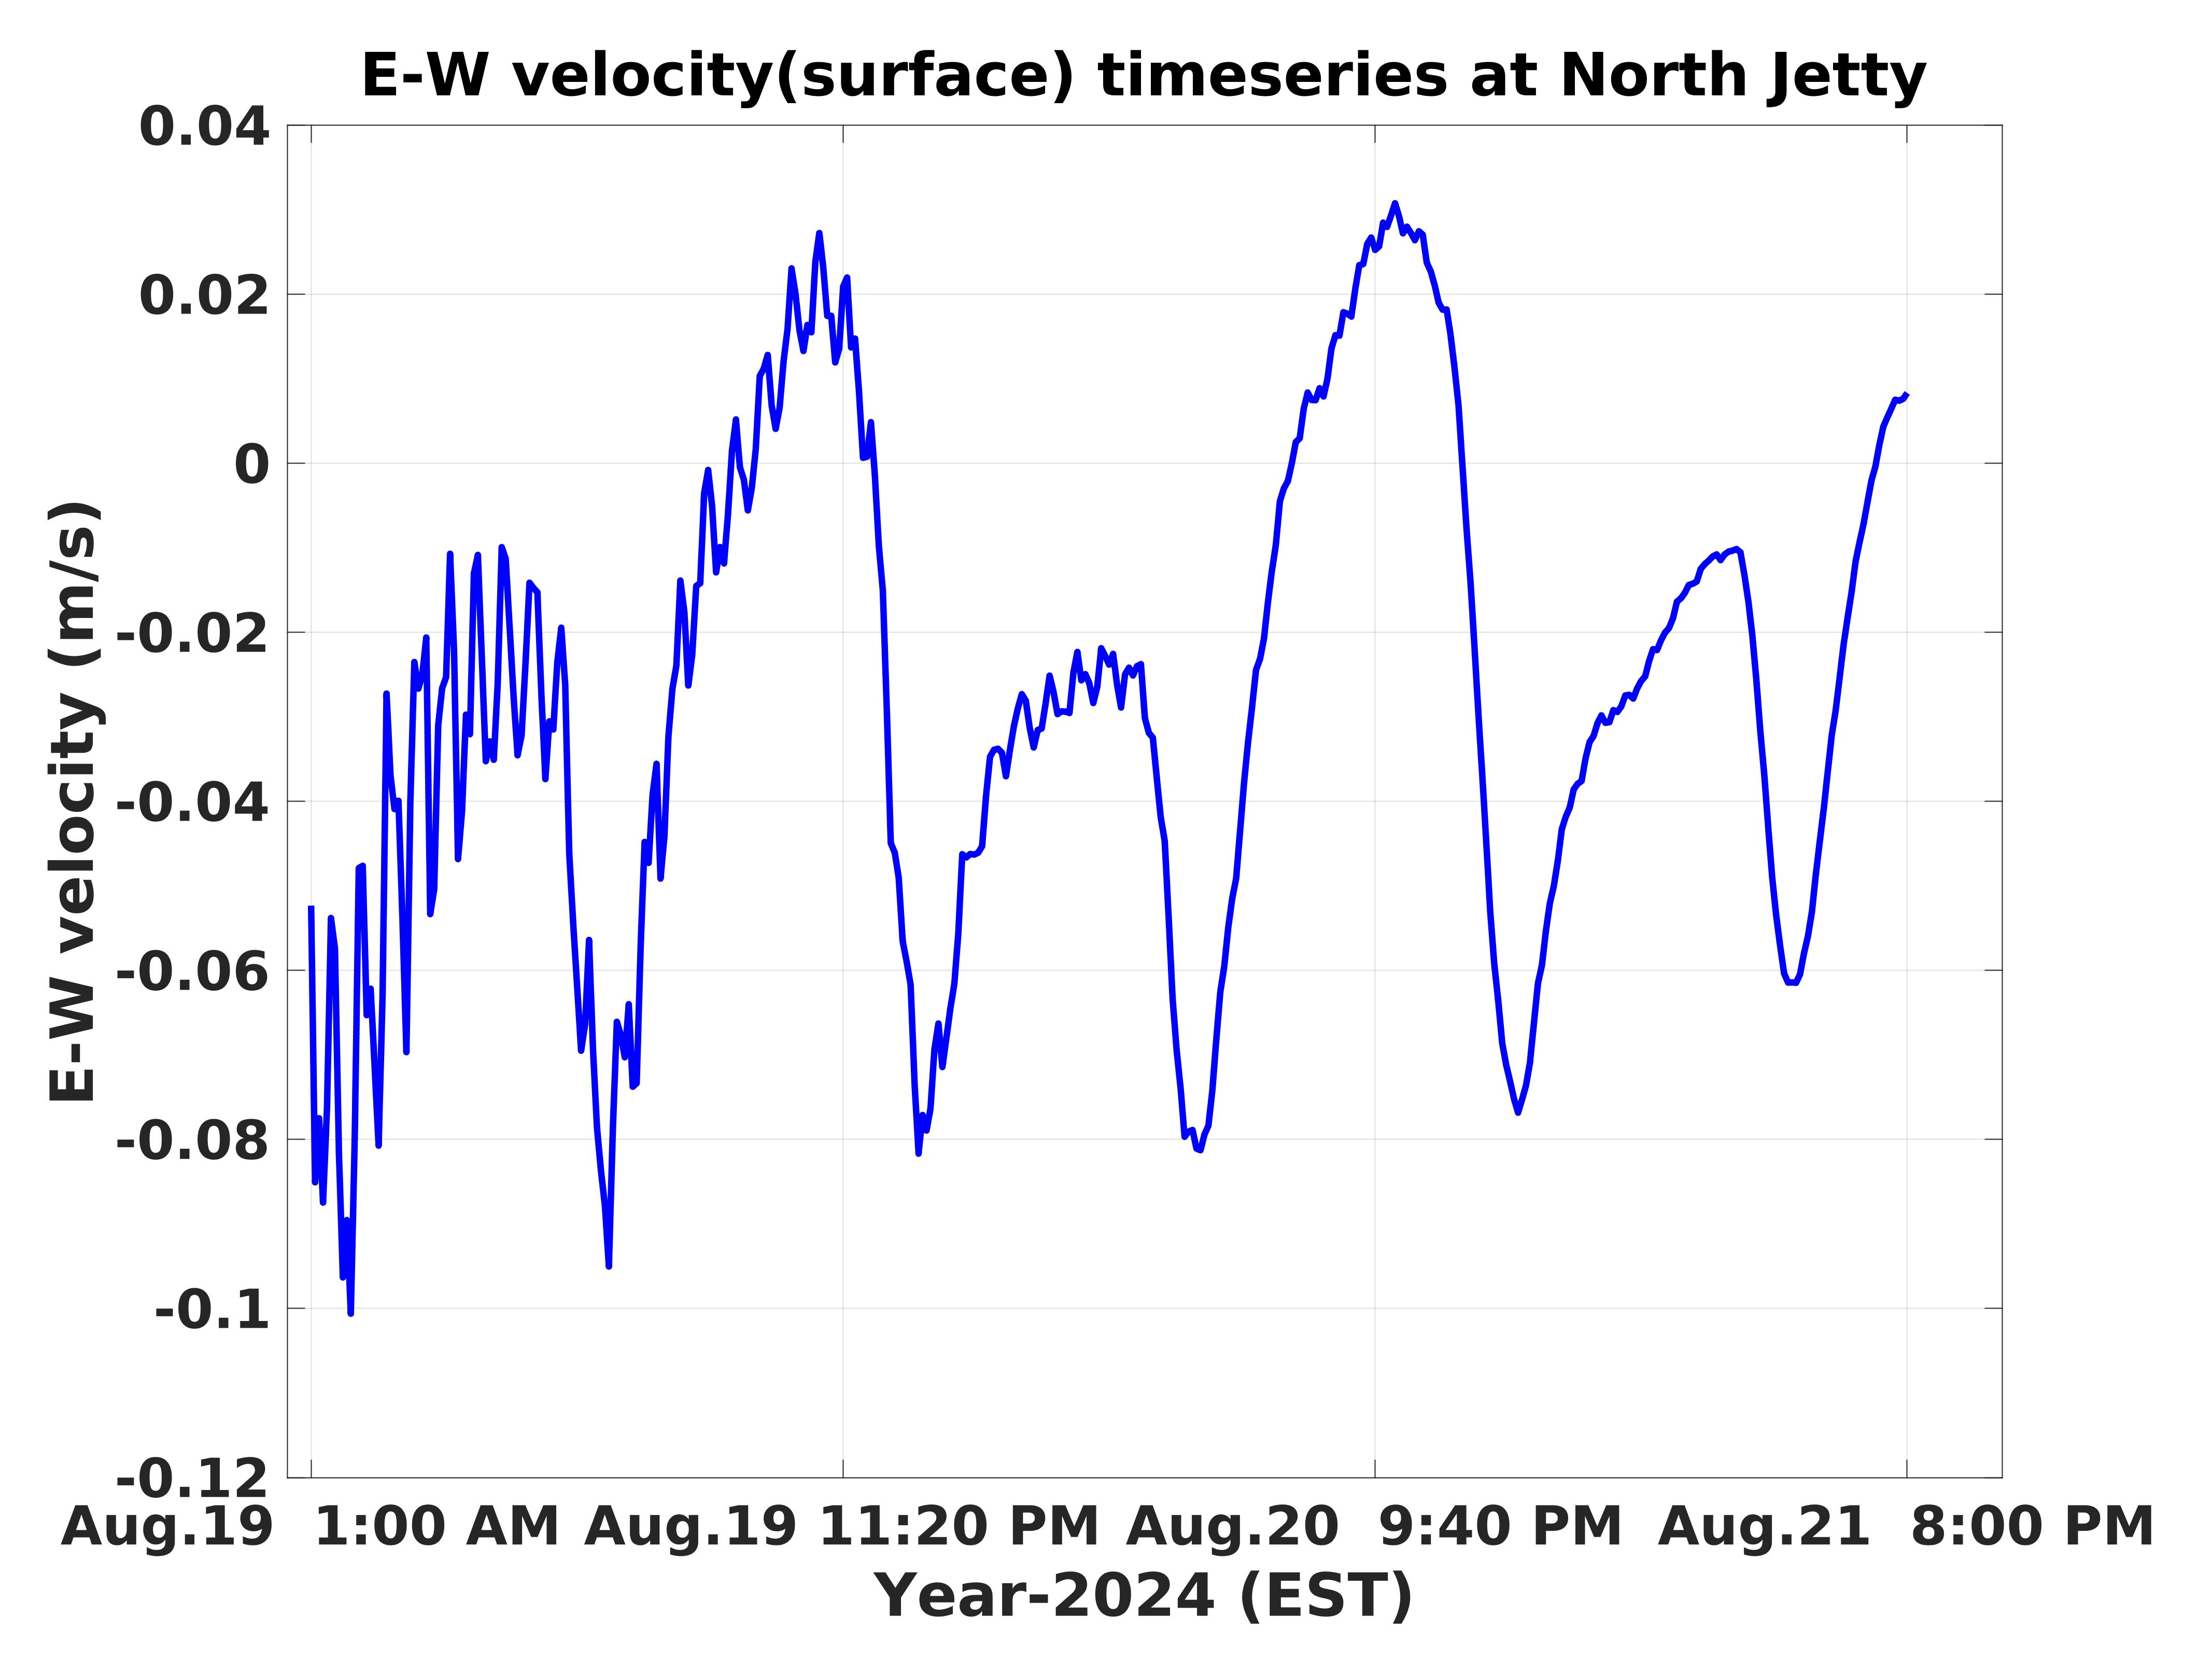 E-W velocity(surface) timeseries at North Jetty
0.04
0.02
0
-0.02
-0.04
-0.06
-0.08
-0.1
-0.12
E-W velocity (m/s)
Aug.19 1:00 AM Aug.19 11:20 PM Aug.20 9:40 PM Aug.21 8:00 PM
Year-2024 (EST)